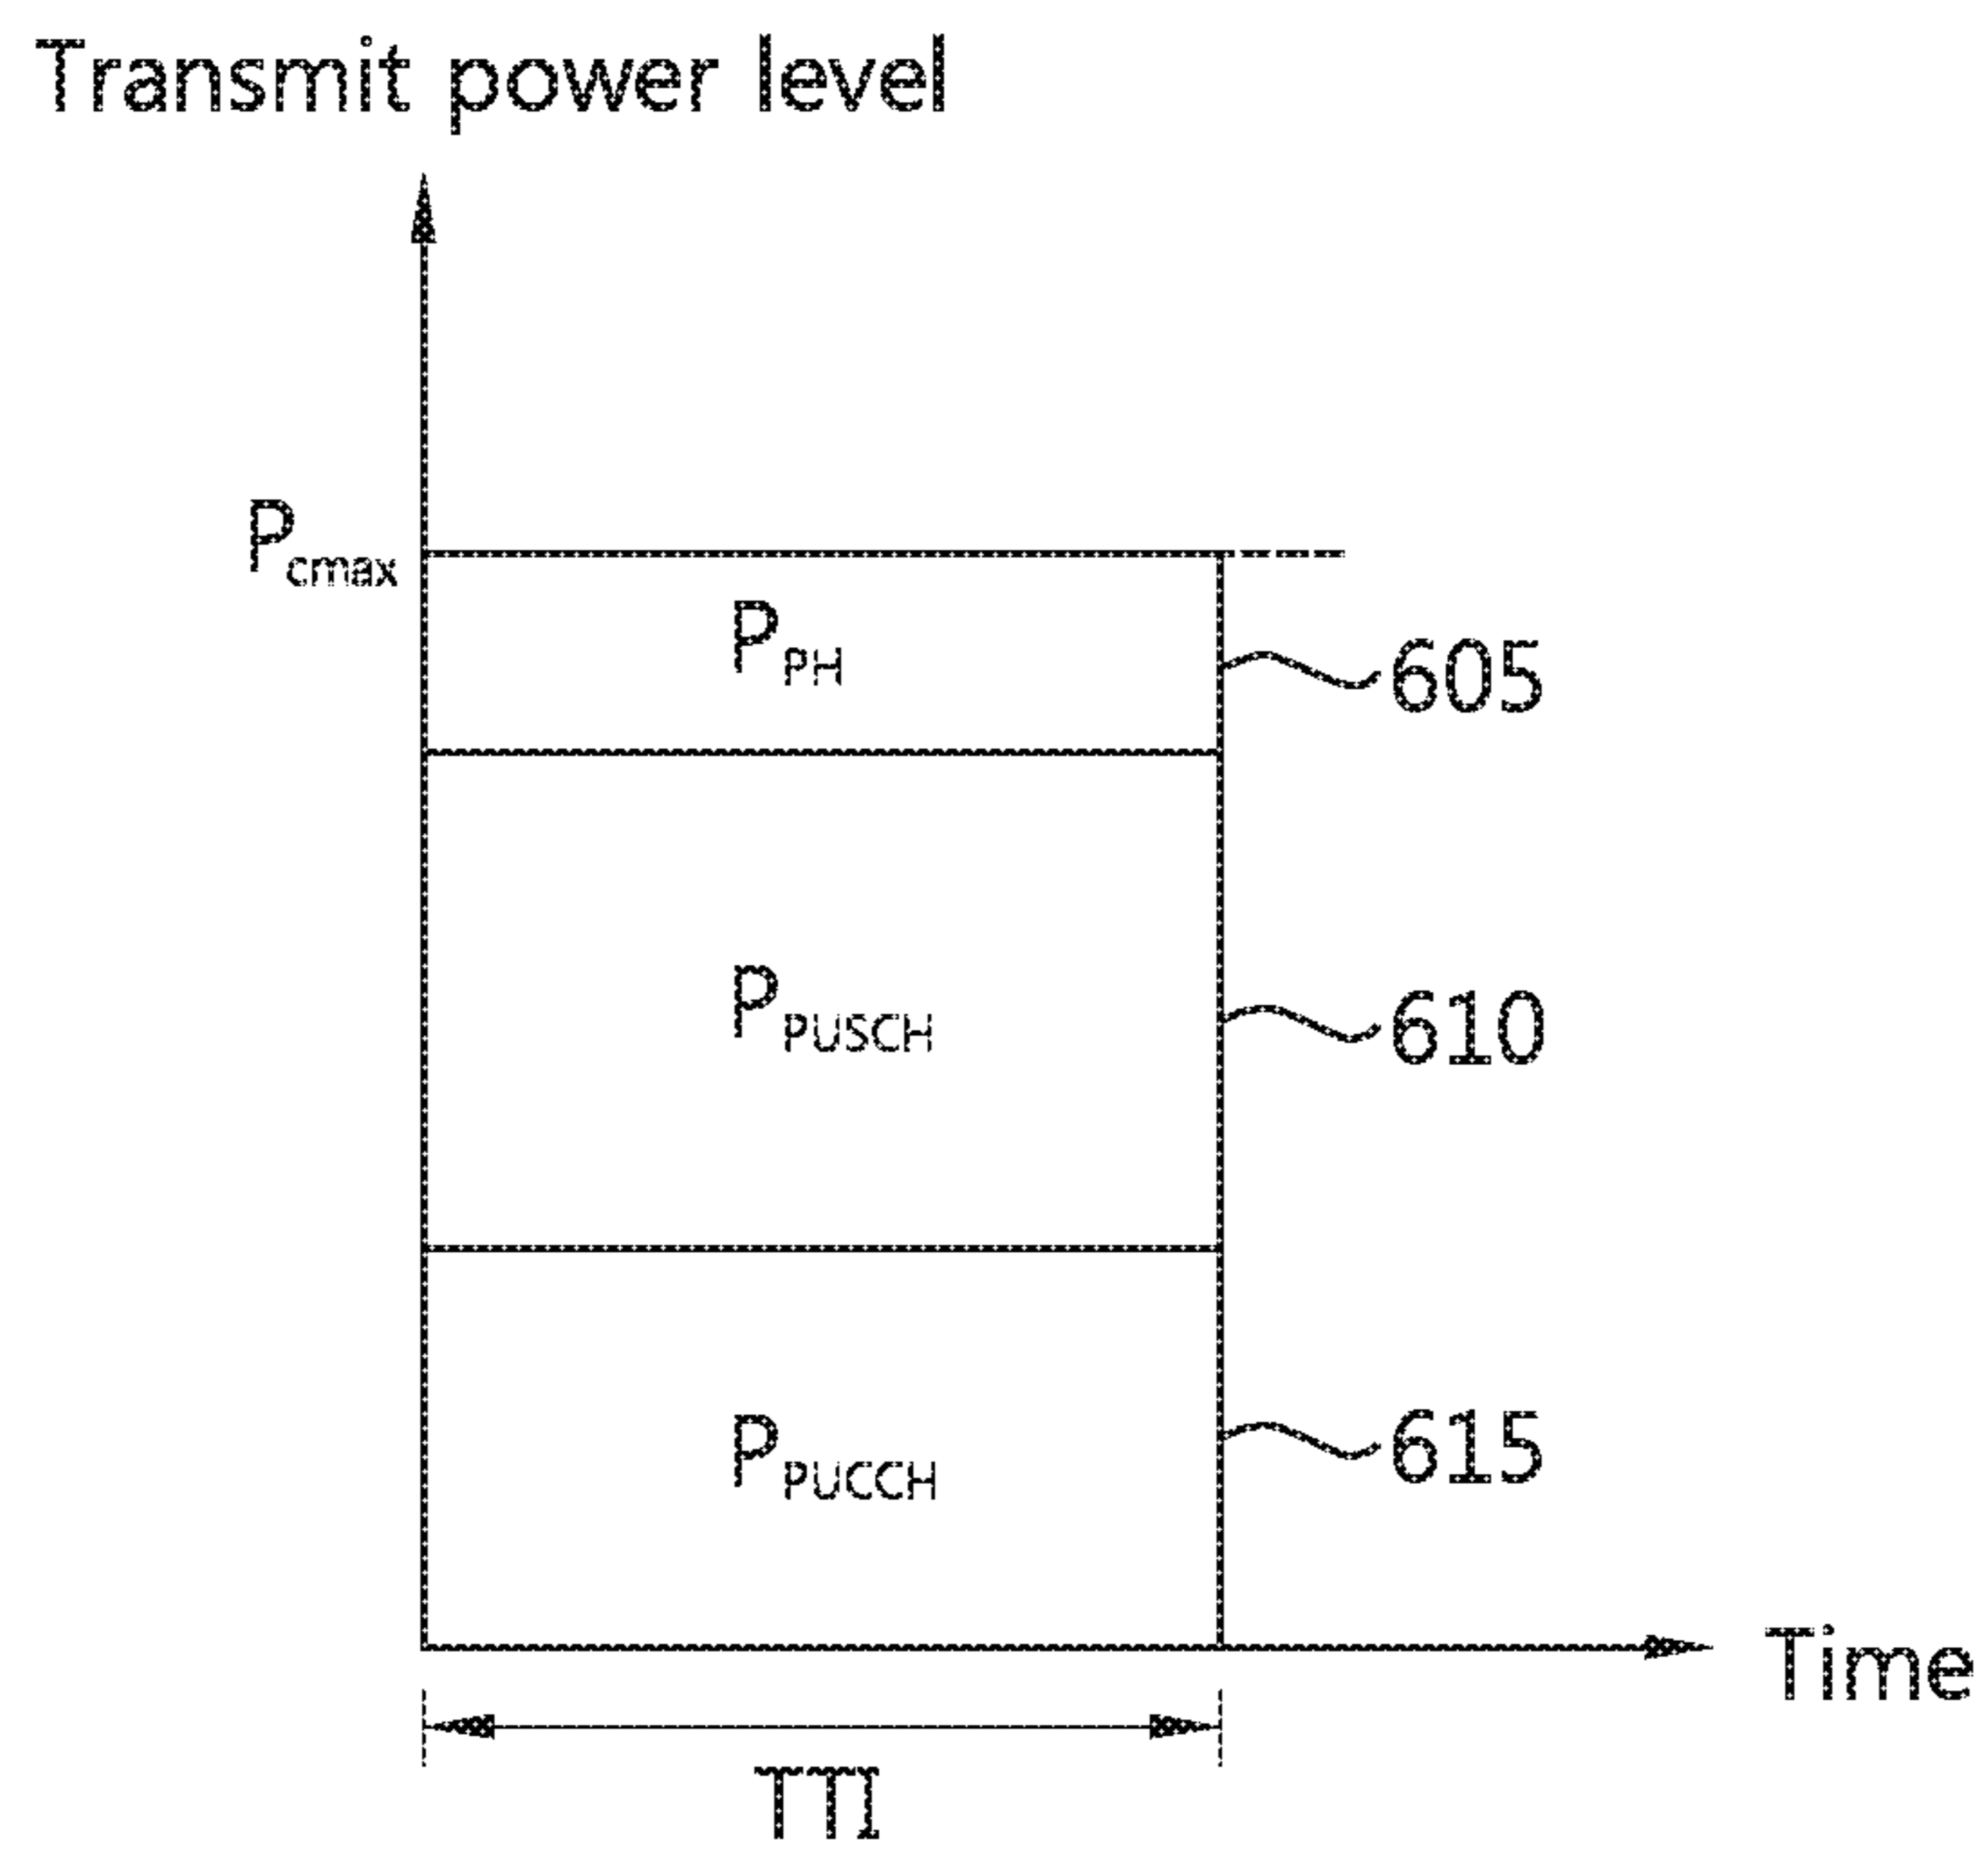 Transmit power level
Pcmax
PPH
605
PPUSCH
610
PPUCCH
615
Time
TTI